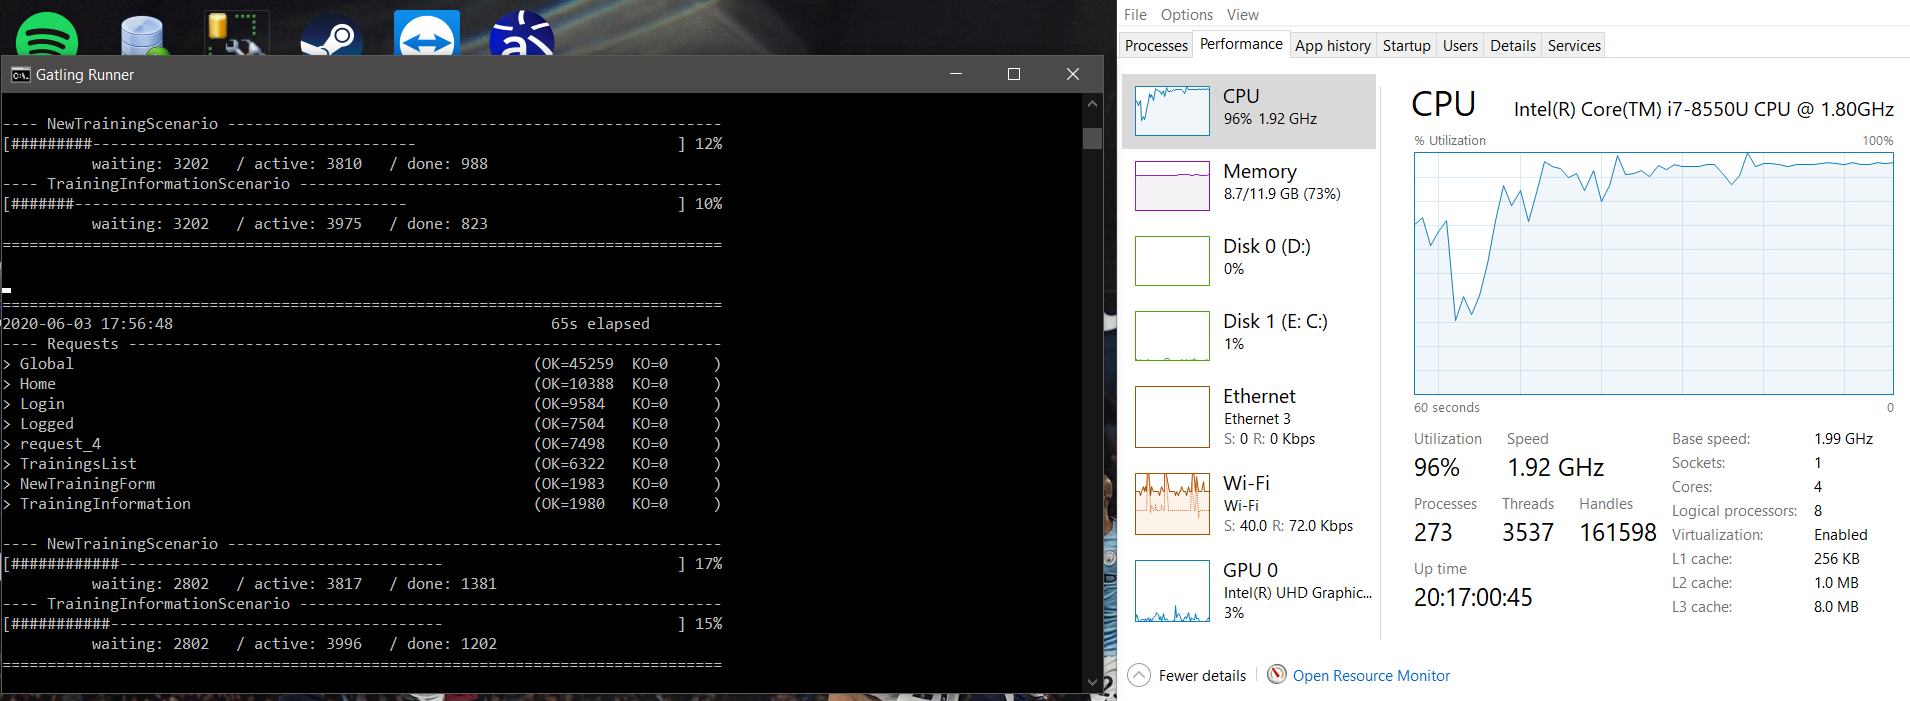 Gatling Runner
---- NewTrainingScenario -------------------------------------------------------
[#########------------------------------------                             ] 12%
waiting: 3202   / active: 3810   / done: 988
---- TrainingInformationScenario -----------------------------------------------
[#######-------------------------------------                              ] 10%
waiting: 3202   / active: 3975   / done: 823
================================================================================
================================================================================
2020-06-03 17:56:48                                          65s elapsed
---- Requests ------------------------------------------------------------------
> Global                                                   (OK=45259  KO=0     )
> Home                                                     (OK=10388  KO=0     )
> Login                                                    (OK=9584   KO=0     )
> Logged                                                   (OK=7504   KO=0     )
> request_4                                                (OK=7498   KO=0     )
> TrainingsList                                            (OK=6322   KO=0     )
> NewTrainingForm                                          (OK=1983   KO=0     )
> TrainingInformation                                      (OK=1980   KO=0     )
---- NewTrainingScenario -------------------------------------------------------
[############------------------------------------                          ] 17%
waiting: 2802   / active: 3817   / done: 1381
---- TrainingInformationScenario -----------------------------------------------
[###########-------------------------------------                          ] 15%
waiting: 2802   / active: 3996   / done: 1202
================================================================================
File Options View
Processes Performance App history Startup Users Details Services
CPU
96% 1.92 GHz
Memory
8.7/11.9 GB (73%)
Disk 0 (D:)
0%
Disk 1 (E: C:)
1%
Ethernet
Ethernet 3
S: 0 R: 0 Kbps
Wi-Fi
Wi-Fi
S: 40.0 R: 72.0 Kbps
GPU 0
Intel(R) UHD Graphic...
3%
CPU Intel(R) Core(TM) i7-8550U CPU @ 1.80GHz
% Utilization 100%
60 seconds 0
Utilization Speed
96% 1.92 GHz
Processes Threads Handles
273 3537 161598
Up time
20:17:00:45
Base speed: 1.99 GHz
Sockets: 1
Cores: 4
Logical processors: 8
Virtualization: Enabled
L1 cache: 256 KB
L2 cache: 1.0 MB
L3 cache: 8.0 MB
Fewer details Open Resource Monitor